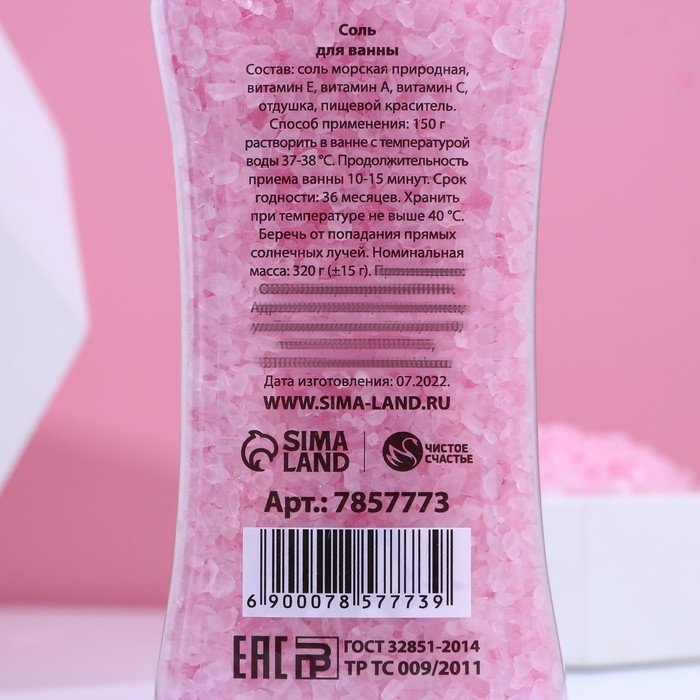 Соль
для ванны
Состав: соль морская природная,
витамин Е, витамин А, витамин С,
отдушка, пищевой краситель.
Способ применения: 150 г
растворить в ванне с температурой
воды 37-38 °С. Продолжительность
приема ванны 10-15 минут. Срок
годности: 36 месяцев. Хранить
при температуре не выше 40 °С.
Беречь от попадания прямых
солнечных лучей. Номинальная
масса: 320 г (±15 г).
Дата изготовления: 07.2022.
WWW.SIMA-LAND.RU
SIMA LAND
ЧИСТОЕ СЧАСТЬЕ
Арт.: 7857773
6 900078 577739
ЕАС
ГОСТ 32851-2014
ТР ТС 009/2011